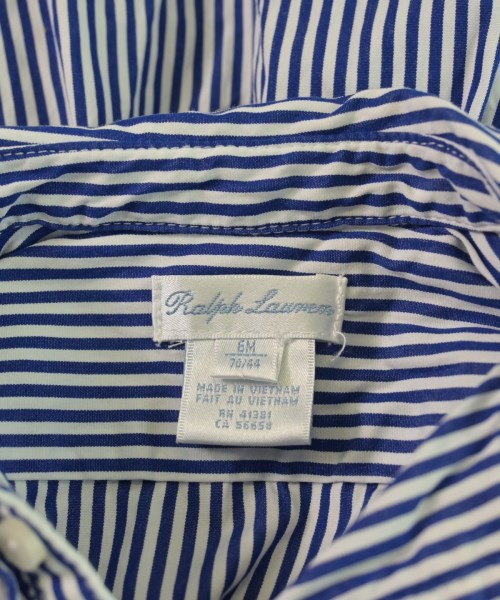 Ralph Lauren
6M
70/44
MADE IN VIETNAM
FAIT AU VIETNAM
RN 41381
CA 56658